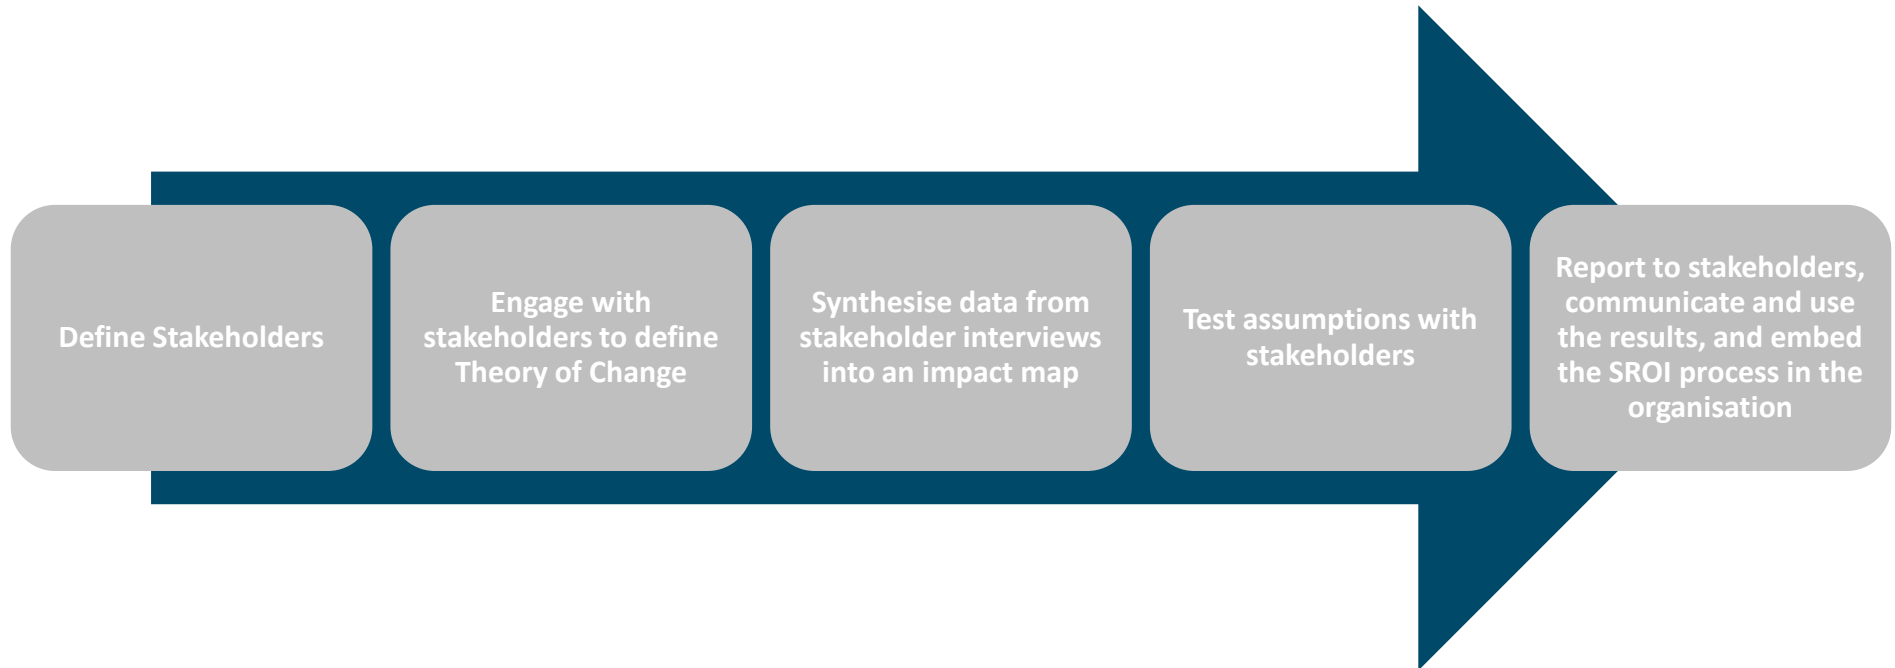 Define Stakeholders
Engage with
stakeholders to define
Theory of Change
Synthesise data from
stakeholder interviews
into an impact map
Test assumptions with
stakeholders
Report to stakeholders,
communicate and use
the results, and embed
the SROI process in the
organisation